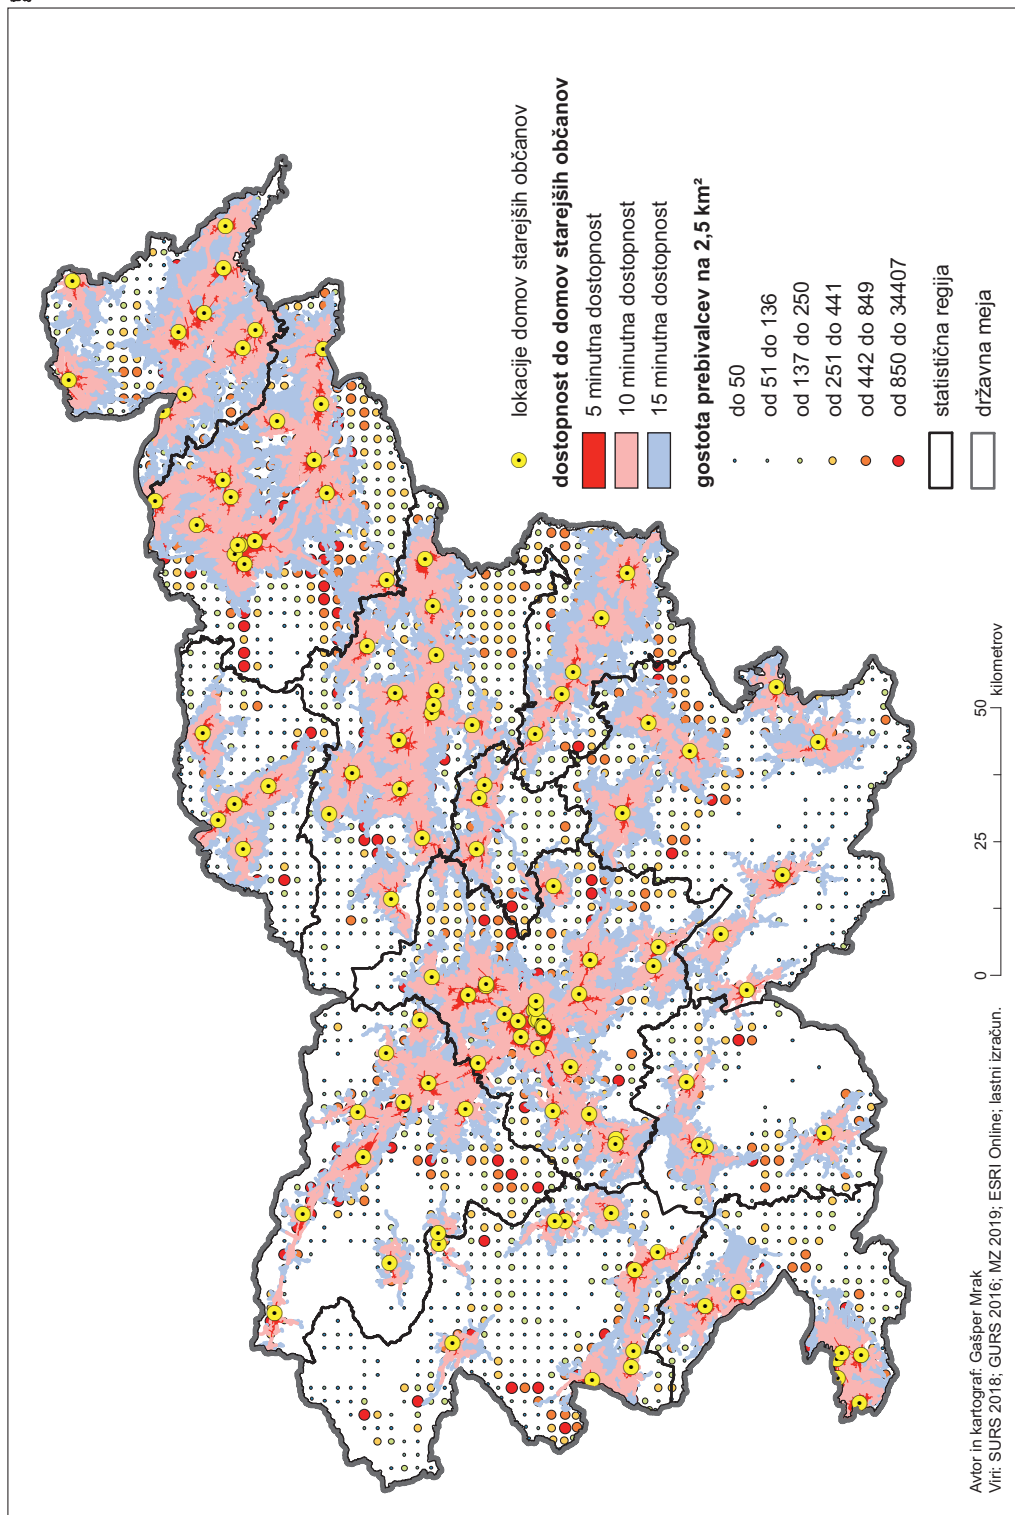 lokacije domov starejših občanov
dostopnost do domov starejših občanov
5 minutna dostopnost
10 minutna dostopnost
15 minutna dostopnost
gostota prebivalcev na 2,5 km²
do 50
od 51 do 136
od 137 do 250
od 251 do 441
od 442 do 849
od 850 do 34407
statistična regija
državna meja
0 25 50 kilometrov
Avtor in kartograf: Gašper Mrak
Viri: SURS 2018; GURS 2016; MZ 2019; ESRI Online; lastni izračun.